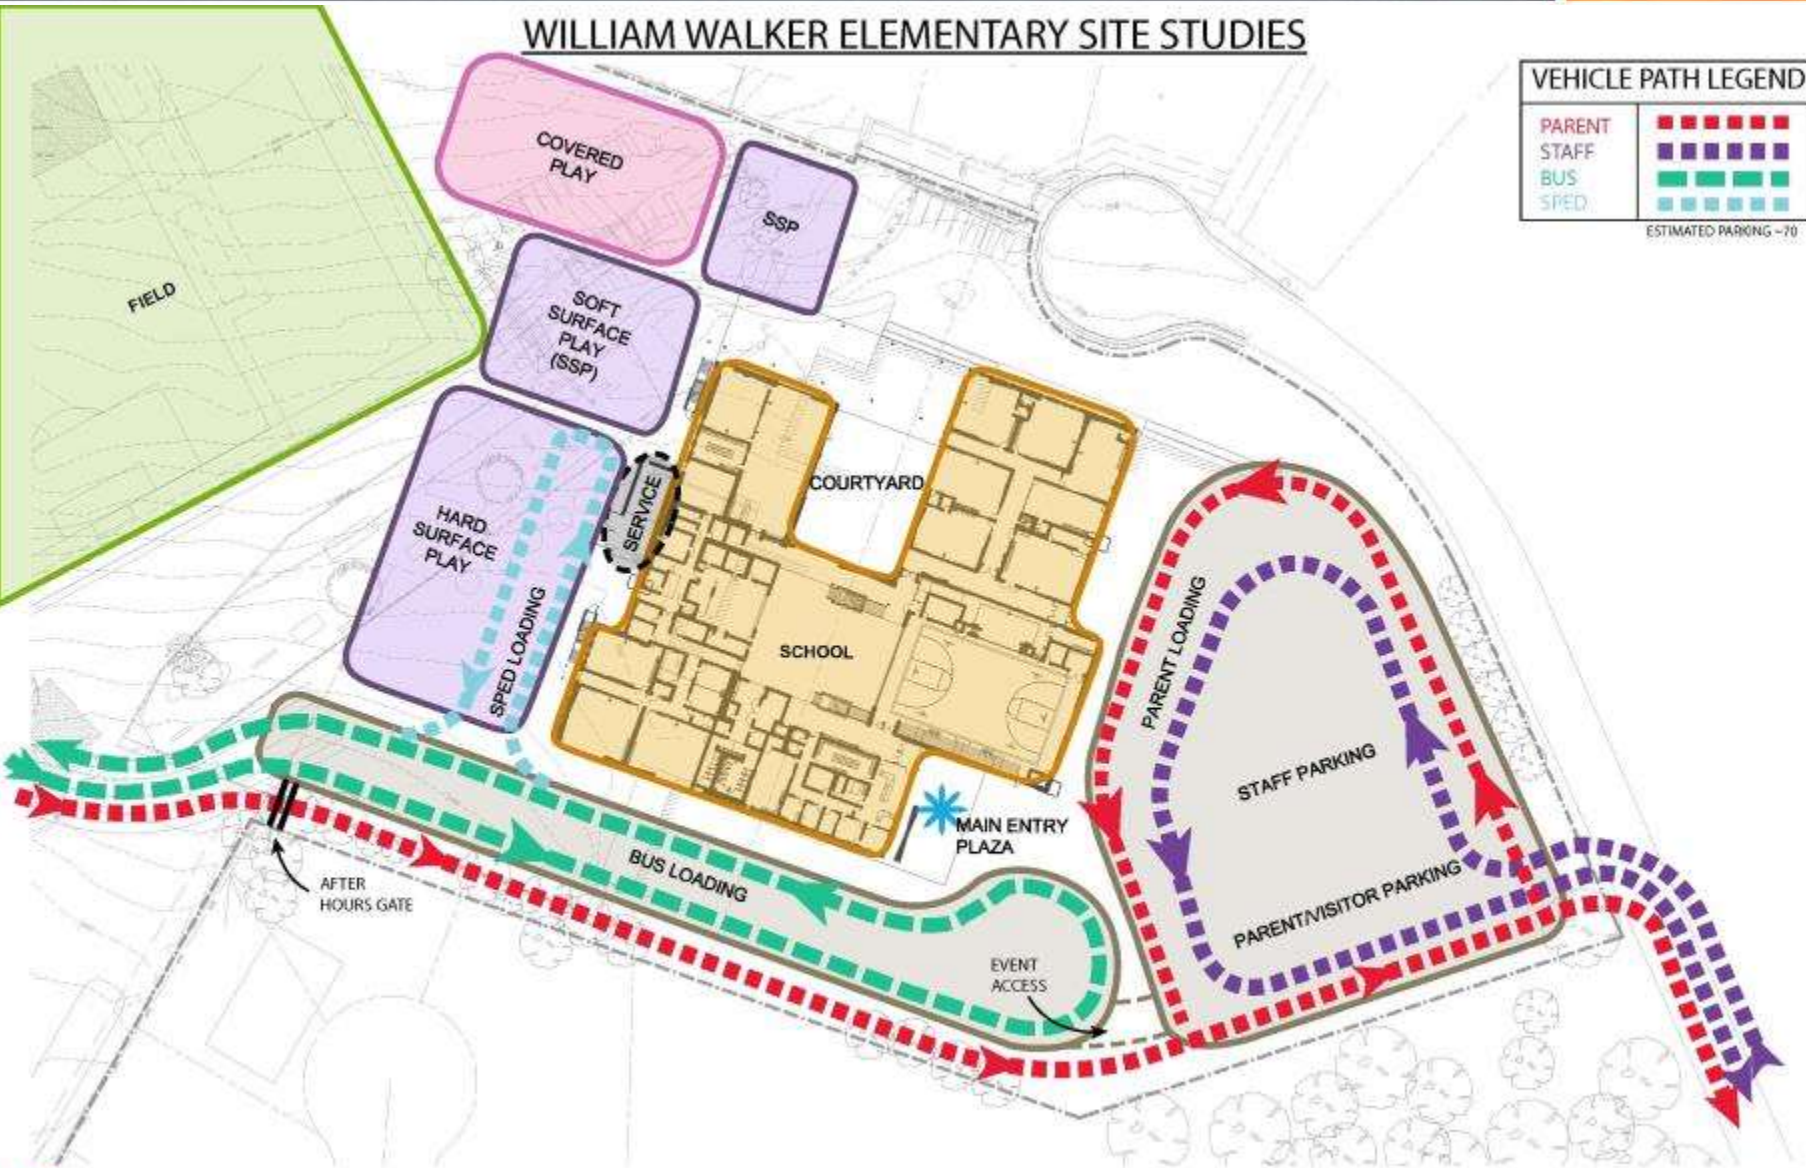 WILLIAM WALKER ELEMENTARY SITE STUDIES
VEHICLE PATH LEGEND
PARENT
STAFF
BUS
SPED
ESTIMATED PARKING ~70
COVERED
PLAY
SSP
FIELD
SOFT
SURFACE
PLAY
(SSP)
HARD
SURFACE
PLAY
SERVICE
COURTYARD
SPED LOADING
SCHOOL
PARENT LOADING
STAFF PARKING
MAIN ENTRY
PLAZA
BUS LOADING
AFTER
HOURS GATE
PARENT/VISITOR PARKING
EVENT
ACCESS